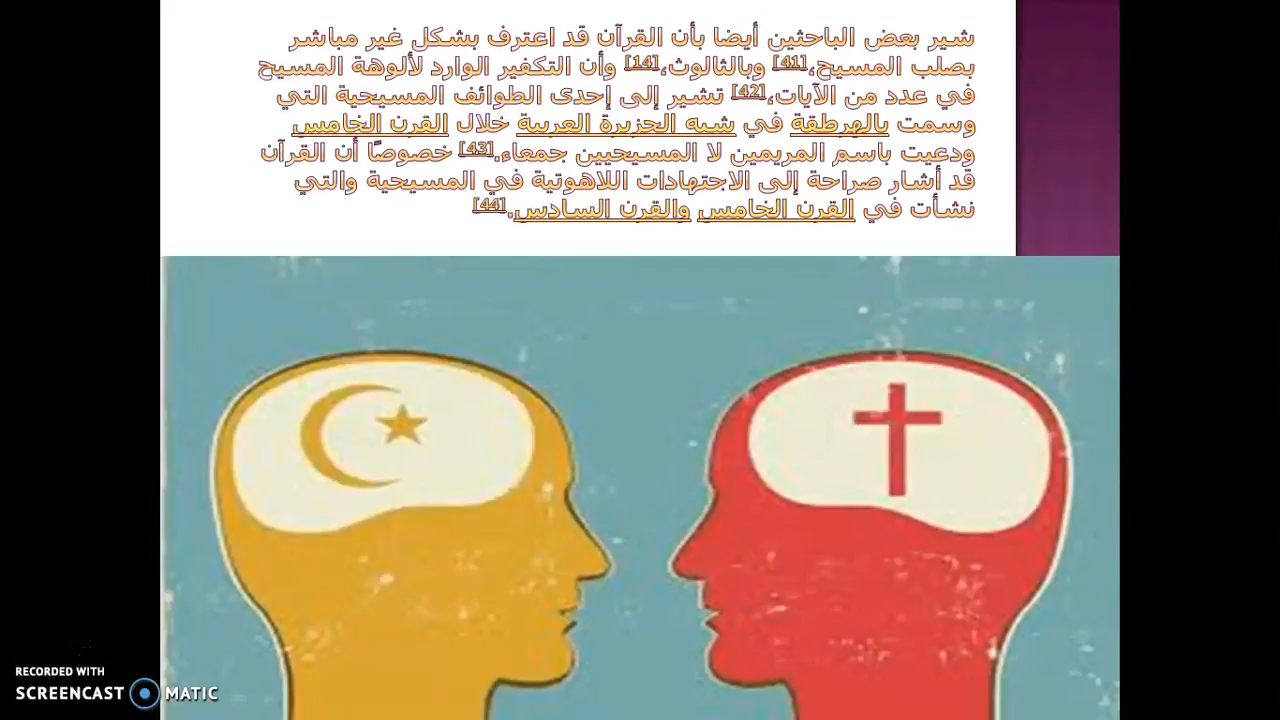 شير بعض الباحثين أيضا بأن القرآن قد اعترف بشكل غير مباشر
بصلب المسيح،[41] وبالثالوث،[14] وأن التكفير الوارد لألوهة المسيح
في عدد من الآيات،[42] تشير إلى إحدى الطوائف المسيحية التي
وسمت بالهرطقة في شبه الجزيرة العربية خلال القرن الخامس
ودعيت باسم المريمين لا المسيحيين جمعاء.[43] خصوصًا أن القرآن
قد أشار صراحة إلى الاجتهادات اللاهوتية في المسيحية والتي
نشأت في القرن الخامس والقرن السادس.[44]
RECORDED WITH
SCREENCAST MATIC